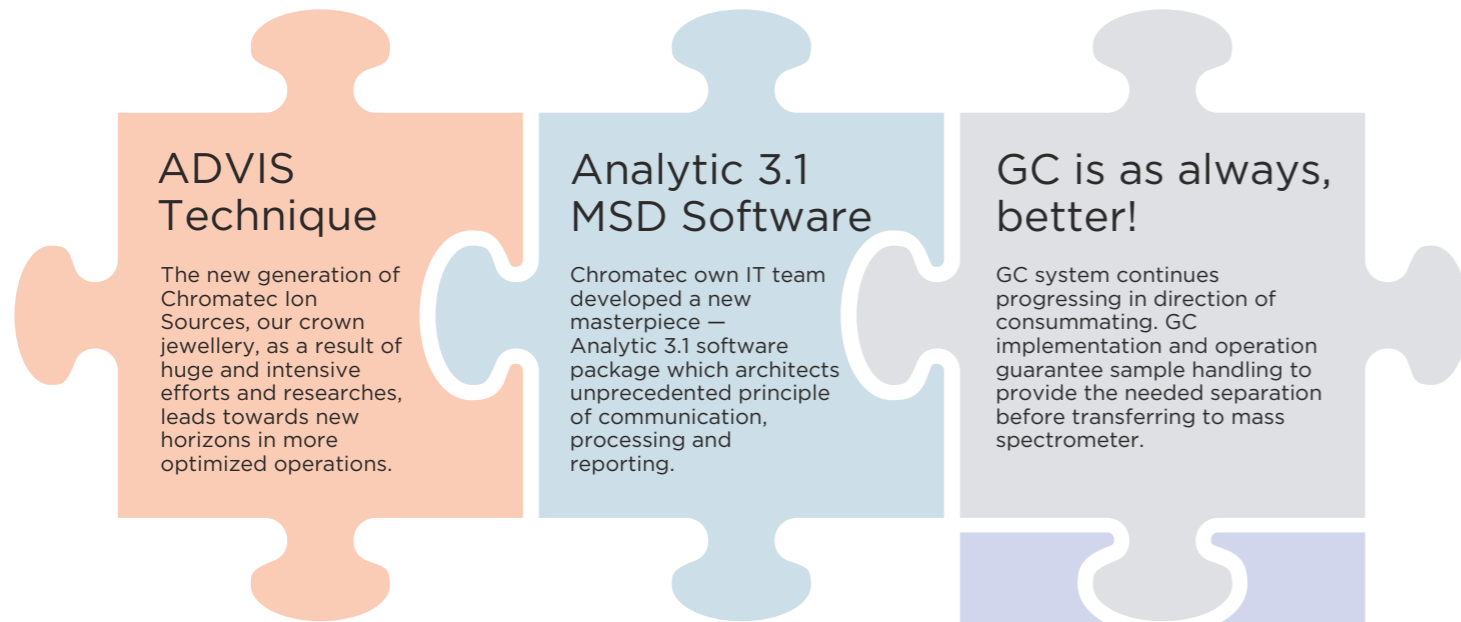 ADVIS
Technique
The new generation of
Chromatec Ion
Sources, our crown
jewellery, as a result of
huge and intensive
efforts and researches,
leads towards new
horizons in more
optimized operations.
Analytic 3.1
MSD Software
Chromatec own IT team
developed a new
masterpiece —
Analytic 3.1 software
package which architects
unprecedented principle
of communication,
processing and
reporting.
GC is as always,
better!
GC system continues
progressing in direction of
consummating. GC
implementation and operation
guarantee sample handling to
provide the needed separation
before transferring to mass
spectrometer.